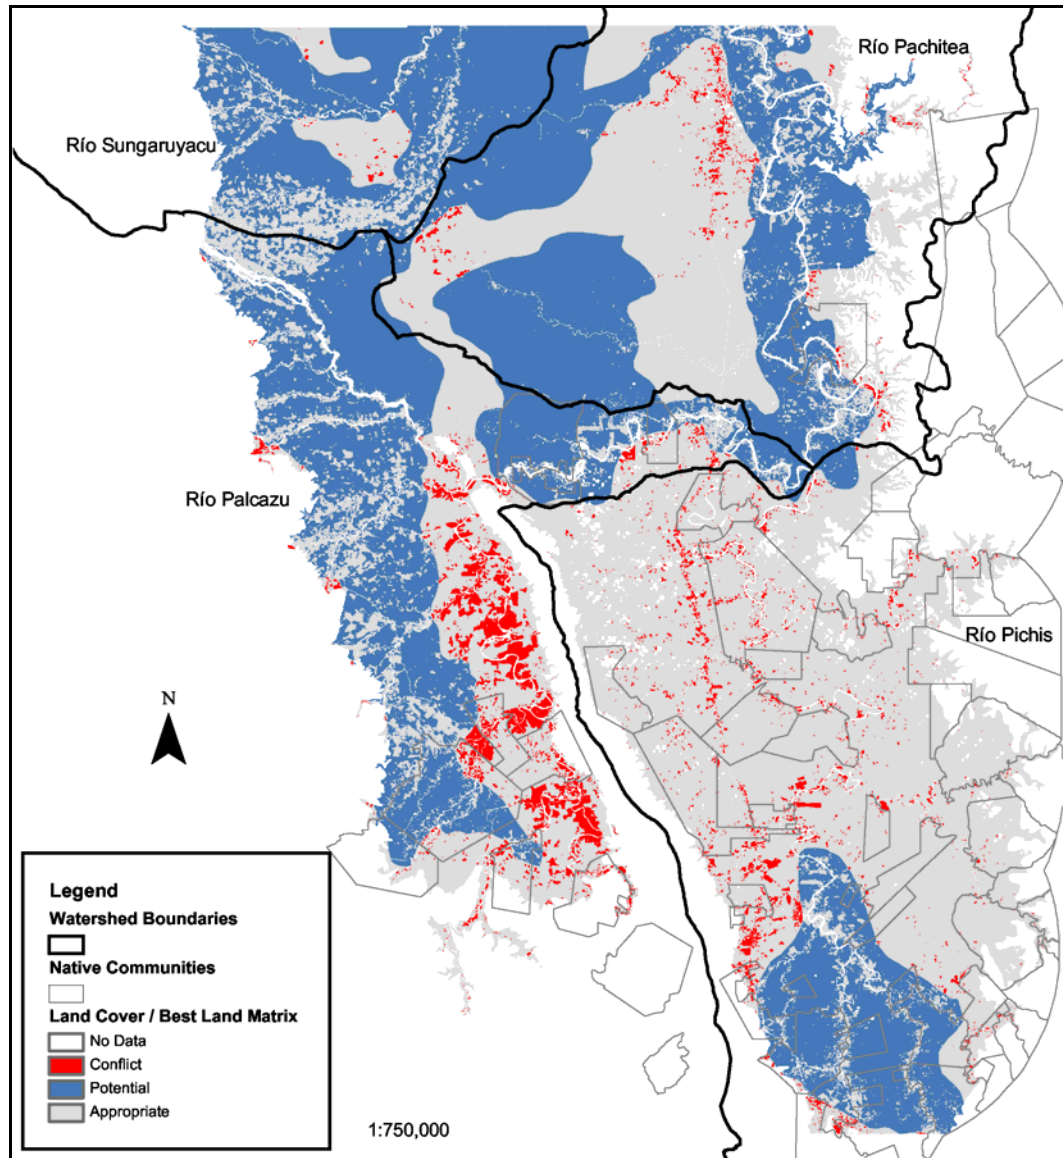 Río Pachitea
Río Sungaruyacu
Río Palcazu
Río Pichis
N
Legend
Watershed Boundaries
Native Communities
Land Cover / Best Land Matrix
No Data
Conflict
Potential
Appropriate
1:750,000